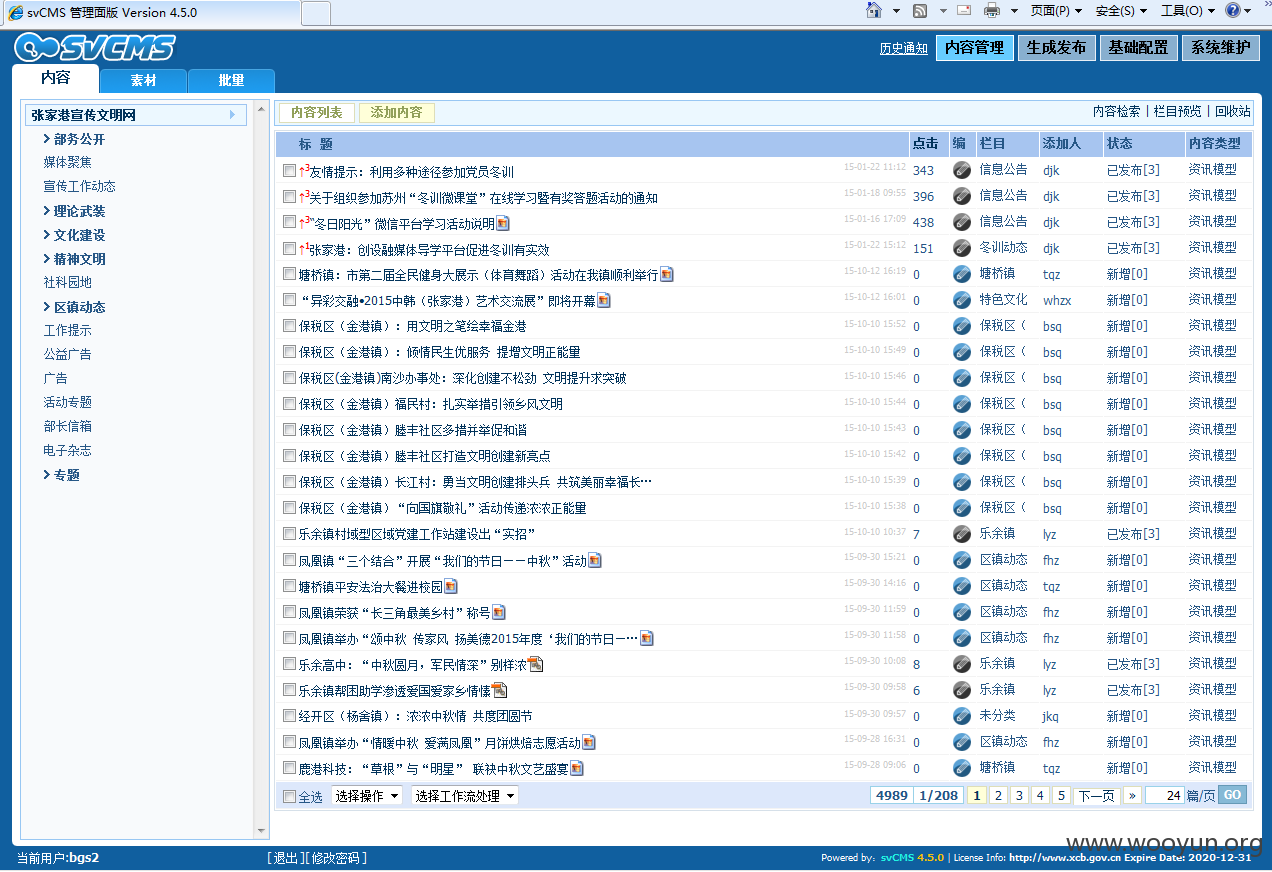 svCMS 管理面版 Version 4.5.0
页面(P) 安全(S) 工具(O)
SVCMS
历史通知 内容管理 生成发布 基础配置 系统维护
内容 素材 批量
张家港宣传文明网
部务公开
媒体聚焦
宣传工作动态
理论武装
文化建设
精神文明
社科园地
区镇动态
工作提示
公益广告
广告
活动专题
部长信箱
电子杂志
专题
内容列表 添加内容 内容检索 | 栏目预览 | 回收站
标 题 点击 编 栏目 添加人 状态 内容类型
↑3友情提示：利用多种途径参加党员冬训 15-01-22 11:12 343 信息公告 djk 已发布[3] 资讯模型
↑3关于组织参加苏州“冬训微课堂”在线学习暨有奖答题活动的通知 15-01-18 09:55 396 信息公告 djk 已发布[3] 资讯模型
↑3“冬日阳光”微信平台学习活动说明 15-01-16 17:09 438 信息公告 djk 已发布[3] 资讯模型
↑1张家港：创设融媒体导学平台促进冬训有实效 15-01-22 15:12 151 冬训动态 djk 已发布[3] 资讯模型
塘桥镇：市第二届全民健身大展示（体育舞蹈）活动在我镇顺利举行 15-10-12 16:19 0 塘桥镇 tqz 新增[0] 资讯模型
“异彩交融•2015中韩（张家港）艺术交流展”即将开幕 15-10-12 16:01 0 特色文化 whzx 新增[0] 资讯模型
保税区（金港镇）：用文明之笔绘幸福金港 15-10-10 15:52 0 保税区（ bsq 新增[0] 资讯模型
保税区（金港镇）：倾情民生优服务 提增文明正能量 15-10-10 15:49 0 保税区（ bsq 新增[0] 资讯模型
保税区(金港镇)南沙办事处：深化创建不松劲 文明提升求突破 15-10-10 15:46 0 保税区（ bsq 新增[0] 资讯模型
保税区（金港镇）福民村：扎实举措引领乡风文明 15-10-10 15:44 0 保税区（ bsq 新增[0] 资讯模型
保税区（金港镇）塍丰社区多措并举促和谐 15-10-10 15:43 0 保税区（ bsq 新增[0] 资讯模型
保税区（金港镇）塍丰社区打造文明创建新亮点 15-10-10 15:42 0 保税区（ bsq 新增[0] 资讯模型
保税区（金港镇）长江村：勇当文明创建排头兵 共筑美丽幸福长… 15-10-10 15:39 0 保税区（ bsq 新增[0] 资讯模型
保税区（金港镇）“向国旗敬礼”活动传递浓浓正能量 15-10-10 15:38 0 保税区（ bsq 新增[0] 资讯模型
乐余镇村域型区域党建工作站建设出“实招” 15-10-10 10:37 7 乐余镇 lyz 已发布[3] 资讯模型
凤凰镇“三个结合”开展“我们的节日——中秋”活动 15-09-30 15:21 0 区镇动态 fhz 新增[0] 资讯模型
塘桥镇平安法治大餐进校园 15-09-30 14:16 0 区镇动态 tqz 新增[0] 资讯模型
凤凰镇荣获“长三角最美乡村”称号 15-09-30 11:59 0 区镇动态 fhz 新增[0] 资讯模型
凤凰镇举办“颂中秋 传家风 扬美德2015年度‘我们的节日—… 15-09-30 11:58 0 区镇动态 fhz 新增[0] 资讯模型
乐余高中：“中秋圆月，军民情深”别样浓 15-09-30 10:08 8 乐余镇 lyz 已发布[3] 资讯模型
乐余镇帮困助学渗透爱国爱家乡情愫 15-09-30 09:58 6 乐余镇 lyz 已发布[3] 资讯模型
经开区（杨舍镇）：浓浓中秋情 共度团圆节 15-09-30 09:57 0 未分类 jkq 新增[0] 资讯模型
凤凰镇举办“情暖中秋 爱满凤凰”月饼烘焙志愿活动 15-09-28 16:31 0 区镇动态 fhz 新增[0] 资讯模型
鹿港科技：“草根”与“明星” 联袂中秋文艺盛宴 15-09-28 09:06 0 塘桥镇 tqz 新增[0] 资讯模型
全选 选择操作 选择工作流处理 4989 1/208 1 2 3 4 5 下一页 » 24 篇/页 GO
www.wooyun.org
当前用户:bgs2 [退出][修改密码] Powered by: svCMS 4.5.0 | License Info: http://www.xcb.gov.cn Expire Date: 2020-12-31